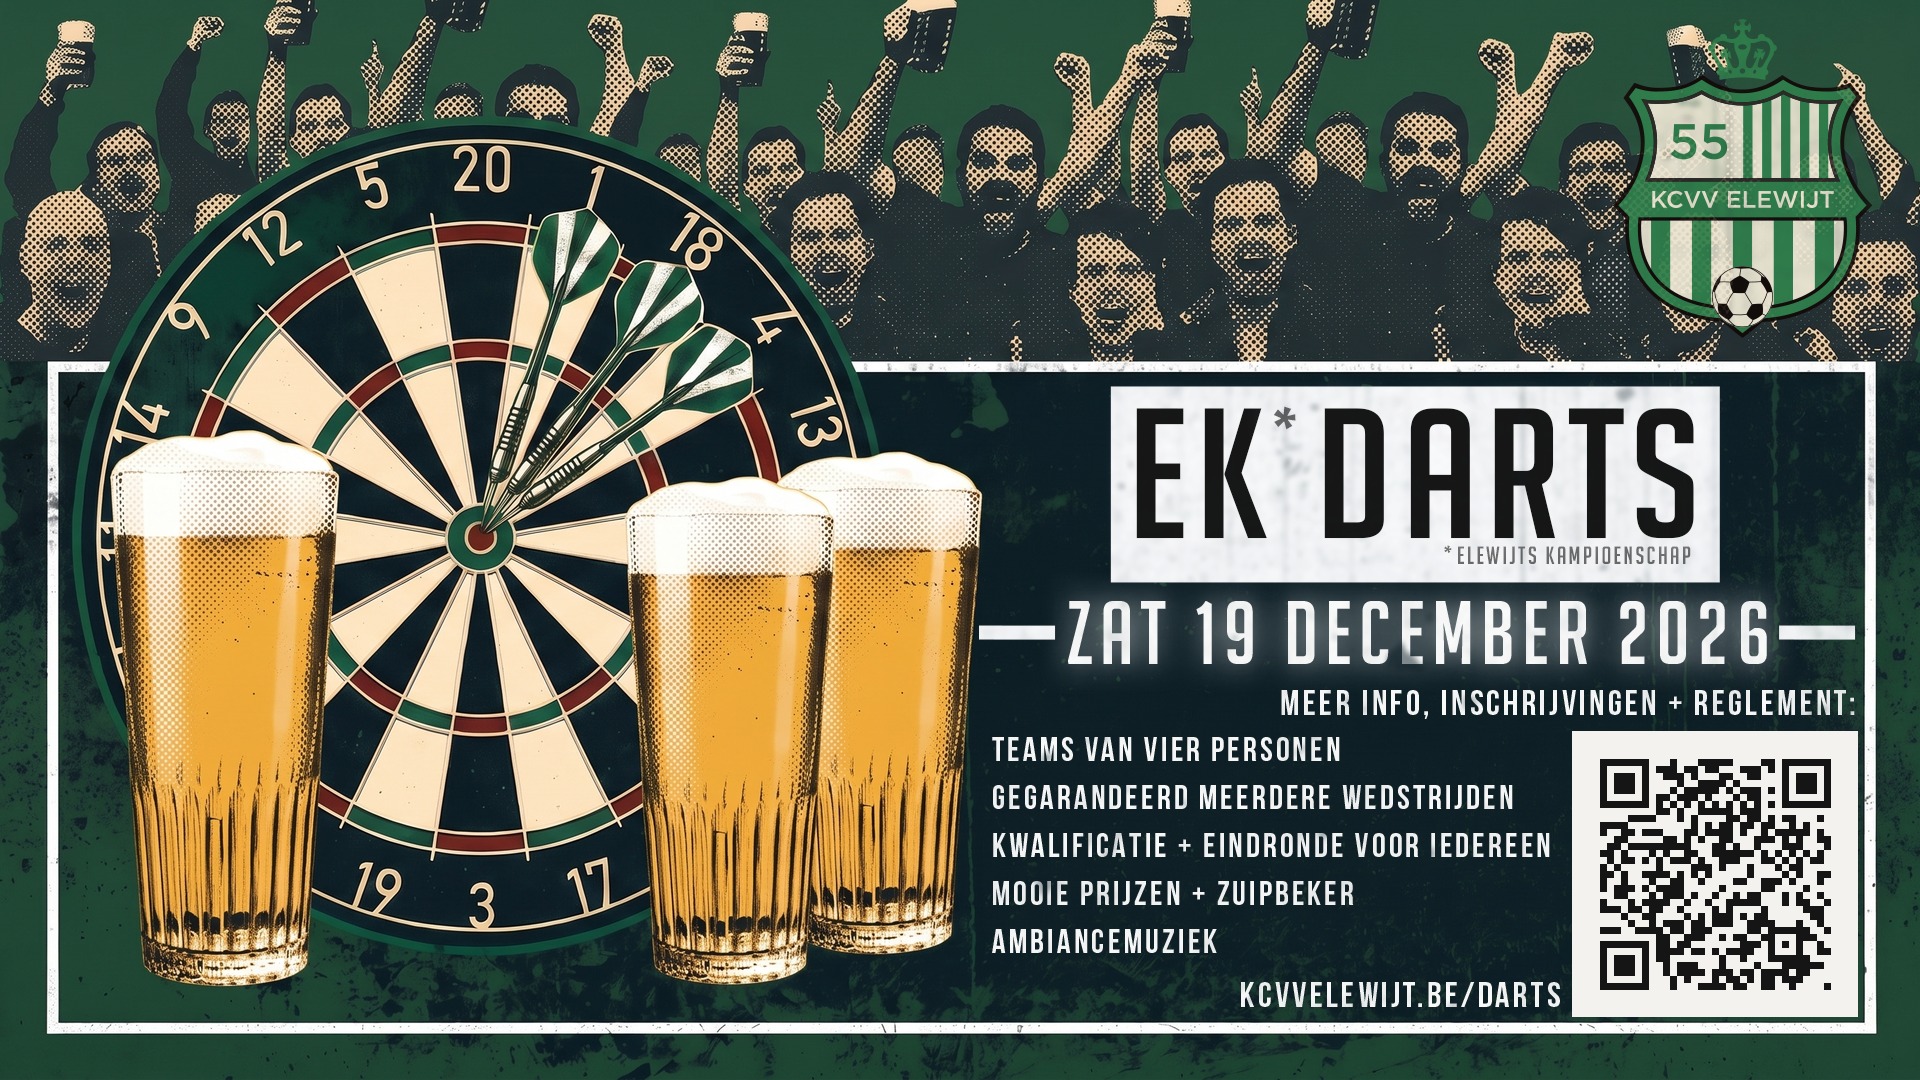 55
KCVV ELEWIJT
20
1
18
4
13
5
12
9
14
11
19
3
17
EK* DARTS
*ELEWIJTS KAMPIOENSCHAP
ZAT 19 DECEMBER 2026
MEER INFO, INSCHRIJVINGEN + REGLEMENT:
TEAMS VAN VIER PERSONEN
GEGARANDEERD MEERDERE WEDSTRIJDEN
KWALIFICATIE + EINDRONDE VOOR IEDEREEN
MOOIE PRIJZEN + ZUIPBEKER
AMBIANCEMUZIEK
KCVVELEWIJT.BE/DARTS